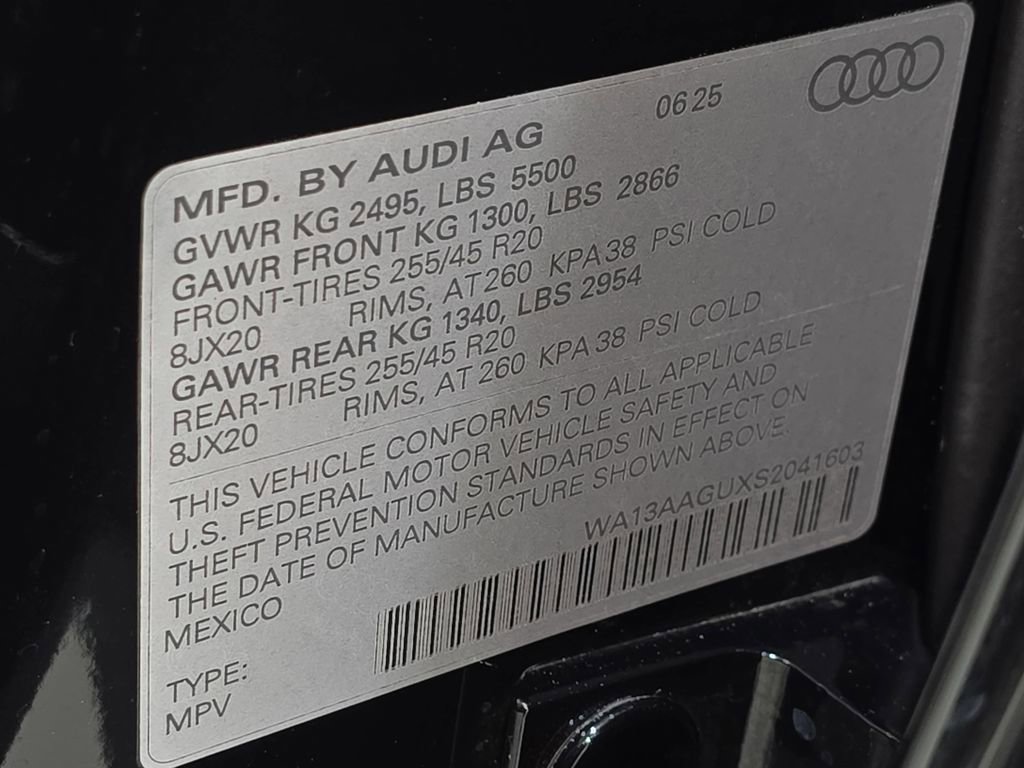 06 25
MFD. BY AUDI AG
GVWR KG 2495, LBS 5500
GAWR FRONT KG 1300, LBS 2866
FRONT-TIRES 255/45 R20
8JX20 RIMS, AT 260 KPA 38 PSI COLD
GAWR REAR KG 1340, LBS 2954
REAR-TIRES 255/45 R20
8JX20 RIMS, AT 260 KPA 38 PSI COLD
THIS VEHICLE CONFORMS TO ALL APPLICABLE
U.S. FEDERAL MOTOR VEHICLE SAFETY AND
THEFT PREVENTION STANDARDS IN EFFECT ON
THE DATE OF MANUFACTURE SHOWN ABOVE.
MEXICO
WA13AAGUXS2041603
TYPE:
MPV